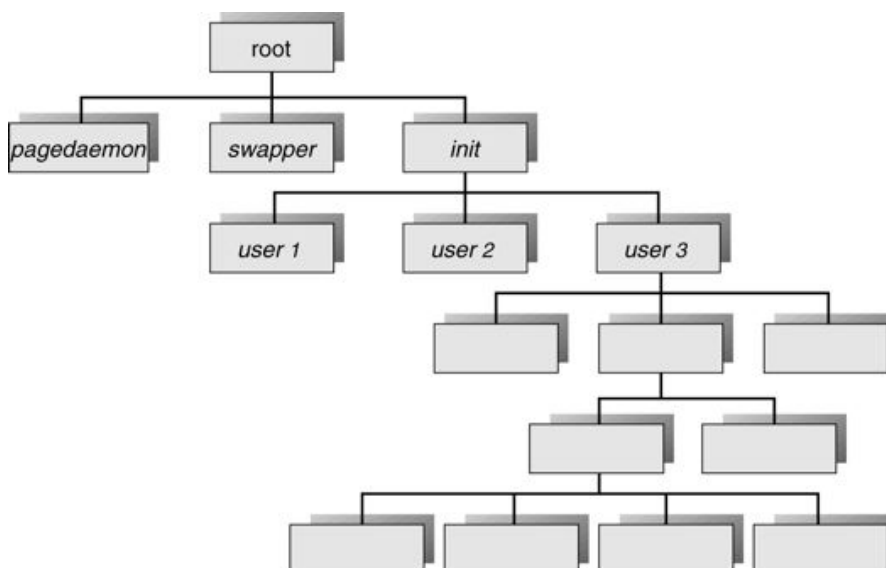 root
pagedaemon
swapper
init
user 1
user 2
user 3